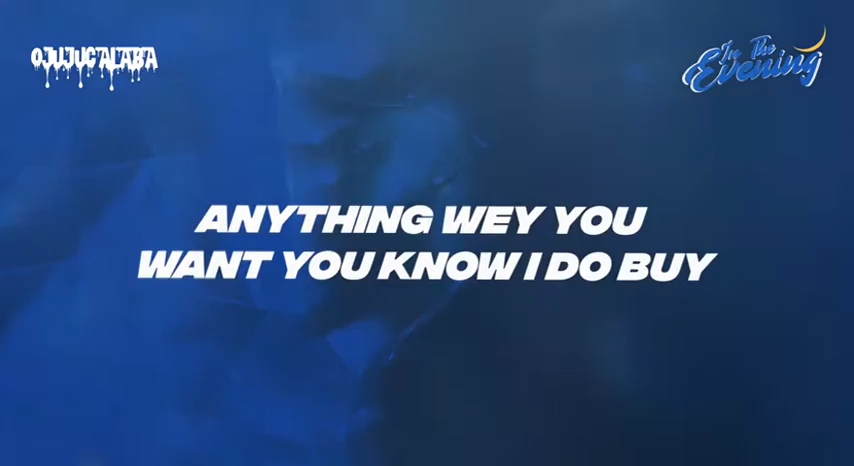 OJUJUCALABA
In The
Evening
ANYTHING WEY YOU
WANT YOU KNOW I DO BUY